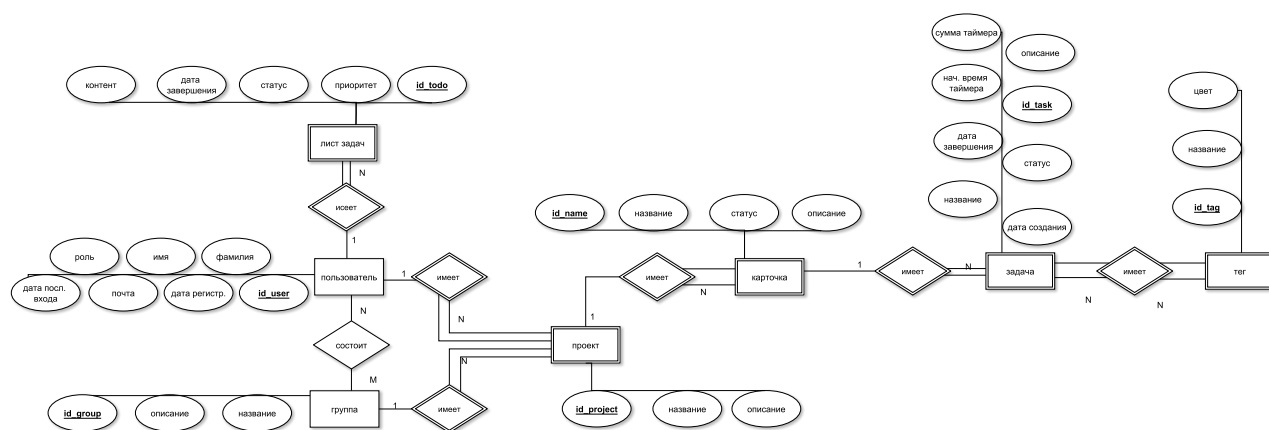 сумма таймера
описание
нач. время
таймера
id_task
дата
завершения
статус
название
дата создания
цвет
название
id_tag
контент
дата
завершения
статус
приоритет
id_todo
лист задач
N
исеет
1
id_name
название
статус
описание
роль
имя
фамилия
дата посл.
входа
почта
дата регистр.
id_user
пользователь
1
имеет
N
имеет
N
карточка
1
имеет
N
задача
N
имеет
N
тег
N
состоит
M
1
проект
N
id_group
описание
название
группа
1
имеет
id_project
название
описание